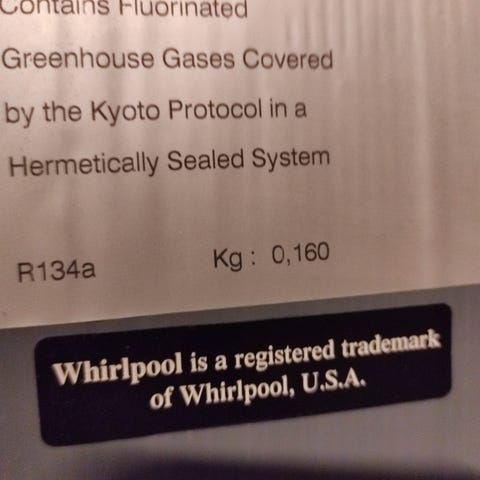 Contains Fluorinated
Greenhouse Gases Covered
by the Kyoto Protocol in a
Hermetically Sealed System
R134a Kg : 0,160
Whirlpool is a registered trademark
of Whirlpool, U.S.A.